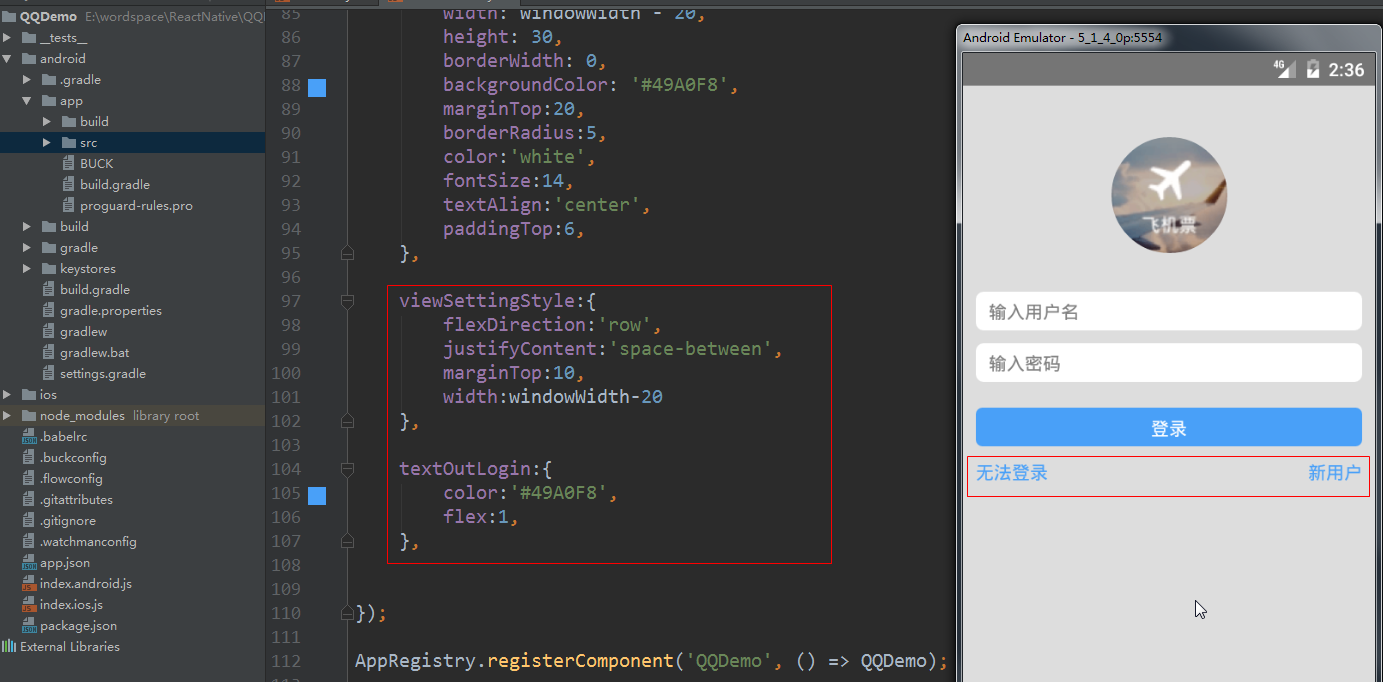 QQDemo E:\wordspace\ReactNative\QQ
__tests__
android
.gradle
app
build
src
BUCK
build.gradle
proguard-rules.pro
build
gradle
keystores
build.gradle
gradle.properties
gradlew
gradlew.bat
settings.gradle
ios
node_modules library root
.babelrc
.buckconfig
.flowconfig
.gitattributes
.gitignore
.watchmanconfig
app.json
index.android.js
index.ios.js
package.json
External Libraries
85 width: windowWidth - 20,
86 height: 30,
87 borderWidth: 0,
88 backgroundColor: '#49A0F8',
89 marginTop:20,
90 borderRadius:5,
91 color:'white',
92 fontSize:14,
93 textAlign:'center',
94 paddingTop:6,
95 },
96
97 viewSettingStyle:{
98 flexDirection:'row',
99 justifyContent:'space-between',
100 marginTop:10,
101 width:windowWidth-20
102 },
103
104 textOutLogin:{
105 color:'#49A0F8',
106 flex:1,
107 },
108
109
110 });
111
112 AppRegistry.registerComponent('QQDemo', () => QQDemo);
Android Emulator - 5_1_4_0p:5554
4G 2:36
飞机票
输入用户名
输入密码
登录
无法登录 新用户